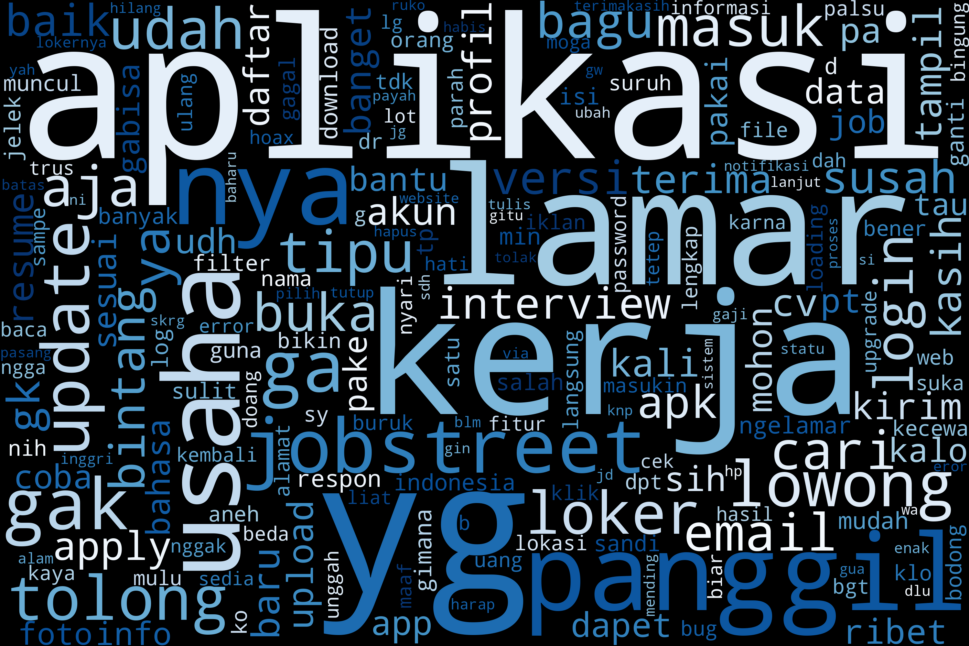 hilang
ruko
terimakasih
informasi
palsu
baik
udah
daftar
download
banget
lg
orang
habis
profil
bagu
masuk
pa
tampil
bingung
lokernya
aplikasi
moga
gw
yah
muncul
gabisa
ulang
gagal
tdk
payah
parah
isi
suruh
ubah
pakai
d
data
jelek
hoax
dr
lot
jg
file
job
ganti
trus
batas
aja
ni
nya
baharu
bantu
website
versi
terima
notifikasi
dah
lanjut
susah
resume
sampe
banyak
ya
g
akun
hapus
lamar
tulis
gitu
iklan
min
tolak
password
tetep
karna
lengkap
loading
proses
bener
si
tau
kasih
update
sesuai
udh
filter
tipu
tp
hati
nama
pilih
tutup
sdh
nyari
interview
gaji
cv
pt
login
baca
pasang
ngga
gk
bintang
logo
skrg
error
usaha
guna
buka
bikin
ga
pake
kerja
satu
via
salah
langsung
kali
masukin
sistem
mohon
statu
upgrade
web
suka
sulit
doang
nih
coba
inggri
bahasa
kembali
jobstreet
alamat
sy
buruk
blm
gin
fitur
knp
apk
ngelamar
kirim
kecewa
cari
kalo
eror
respon
indonesia
liat
klik
jd
dpt
cek
sih
hp
lowong
gak
aneh
yg
b
gimana
loker
lokasi
sandi
email
hasil
wa
mudah
enak
bodong
apply
nggak
beda
alam
kaya
mulu
sedia
baru
upload
unggah
maaf
uang
harap
panggil
mending
biar
gua
bgt
klo
dlu
tolong
foto
info
ko
app
dapet
bug
ribet